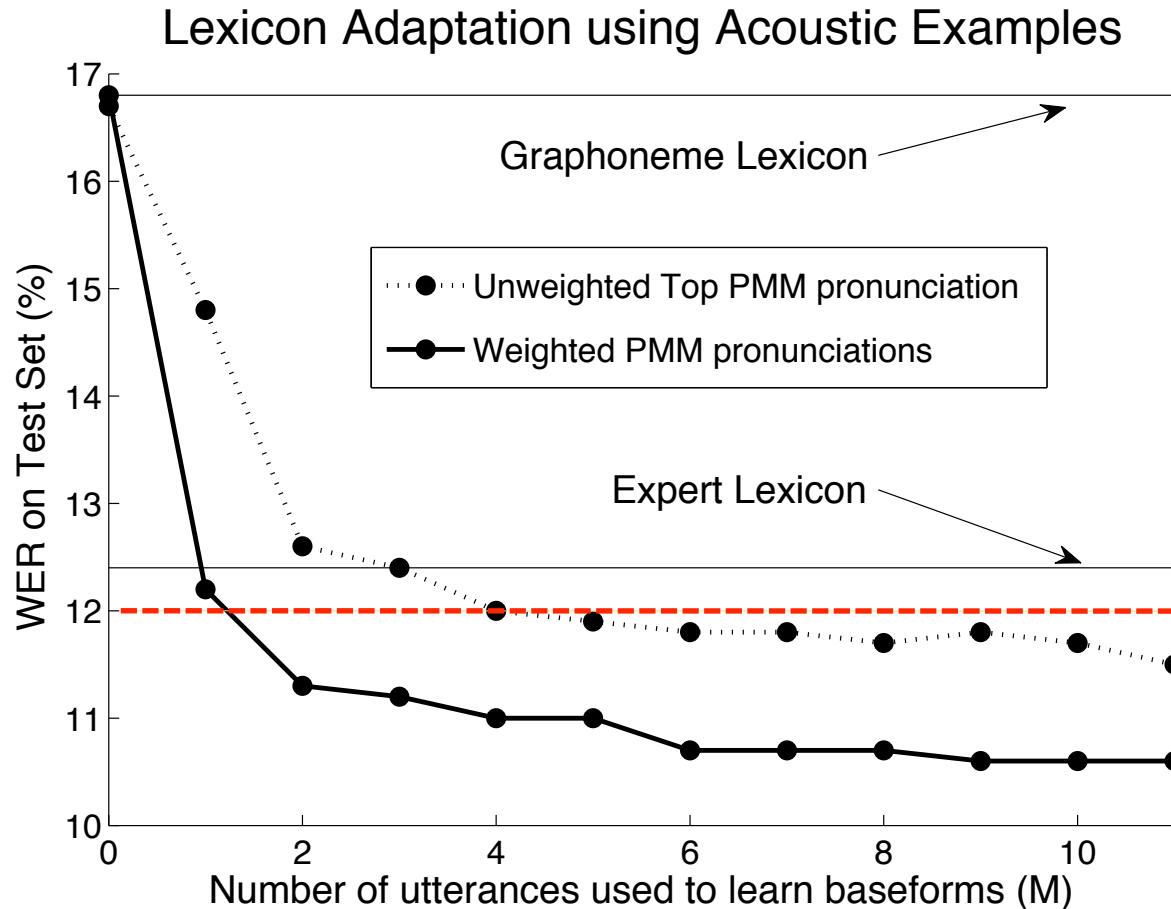 Lexicon Adaptation using Acoustic Examples
17
16
15
14
13
12
11
10
WER on Test Set (%)
Graphoneme Lexicon
Unweighted Top PMM pronunciation
Weighted PMM pronunciations
Expert Lexicon
0 2 4 6 8 10
Number of utterances used to learn baseforms (M)